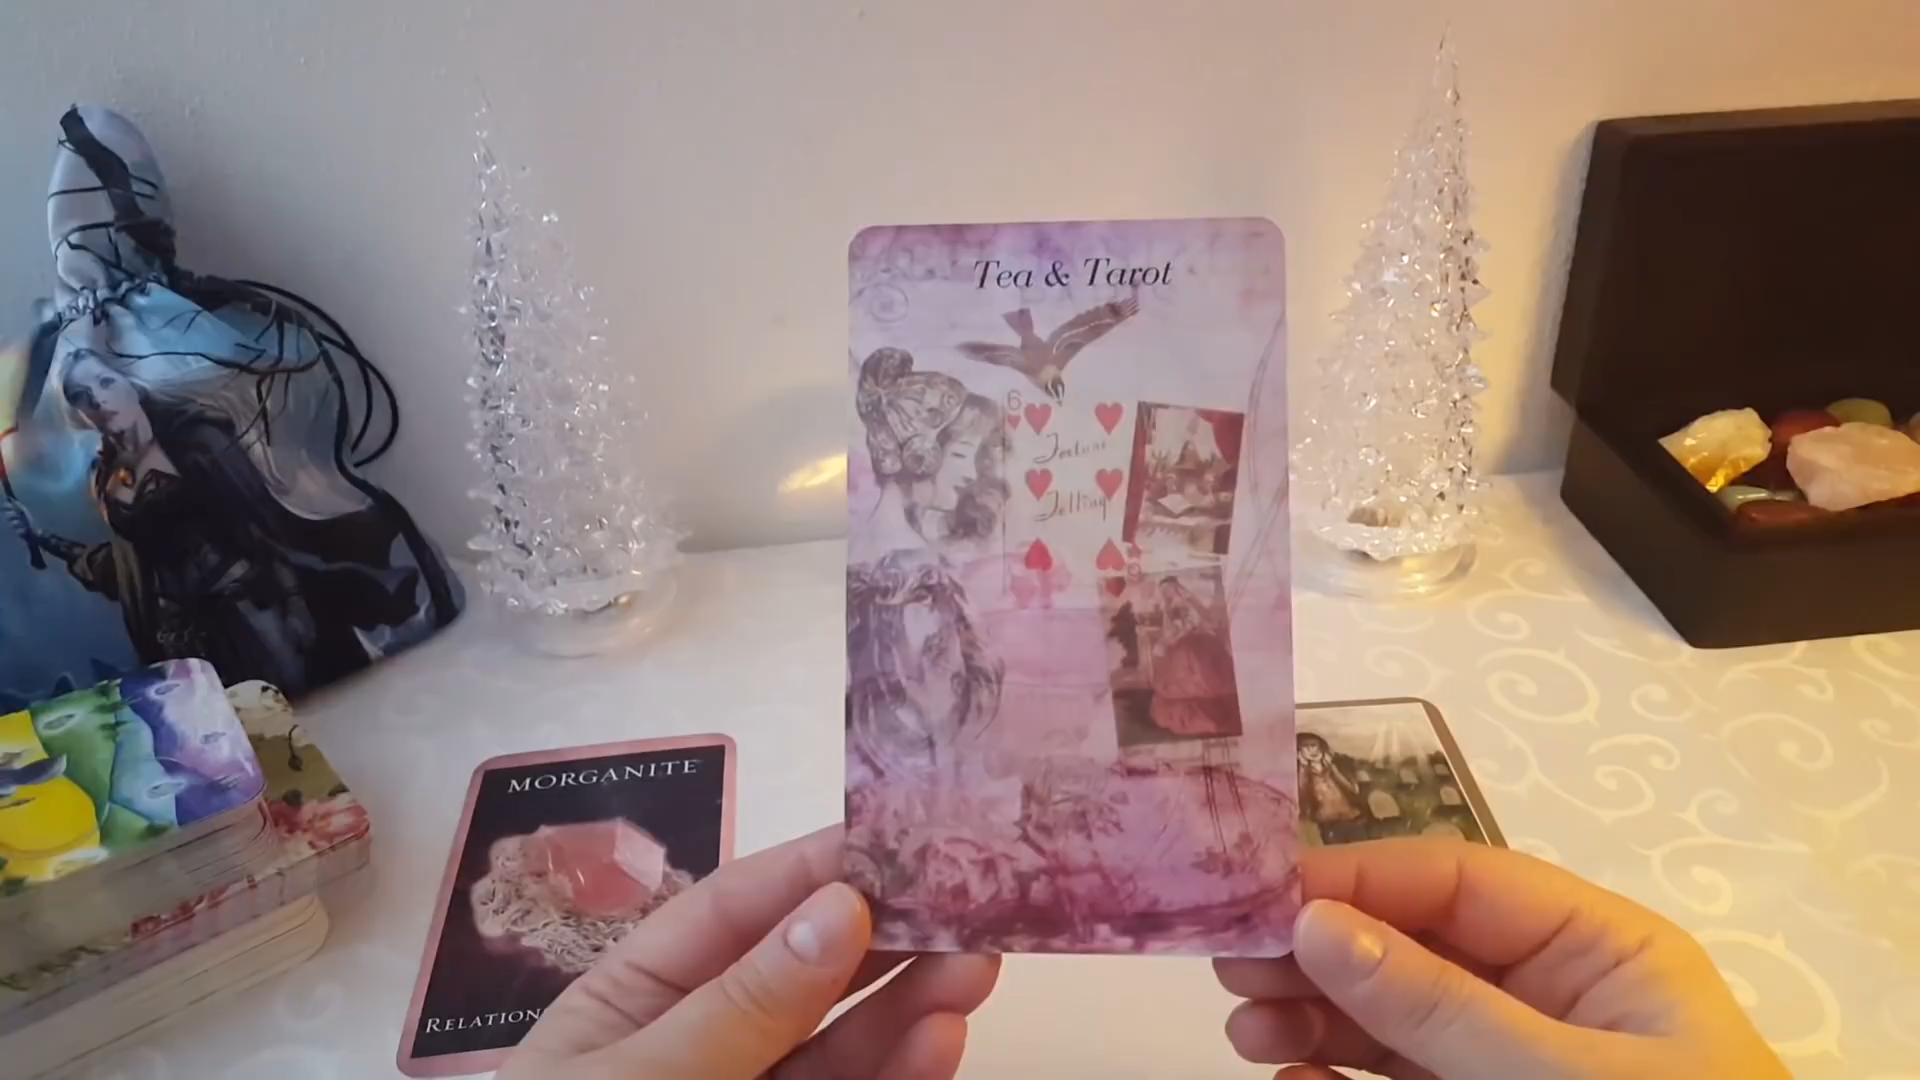 Tea & Tarot
6
Fortune
Telling
MORGANITE
RELATION